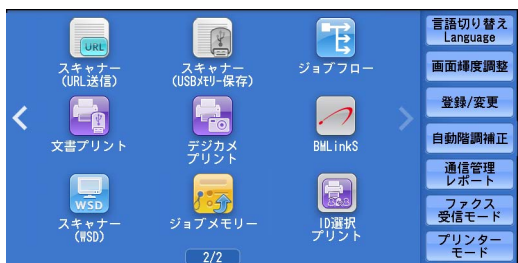 URL
スキャナー
(URL送信)
スキャナー
(USBﾒﾓﾘｰ保存)
ジョブフロー
文書プリント
デジカメ
プリント
BMLinkS
WSD
スキャナー
(WSD)
ジョブメモリー
ID選択
プリント
2/2
言語切り替え
Language
画面輝度調整
登録/変更
自動階調補正
通信管理
レポート
ファクス
受信モード
プリンター
モード